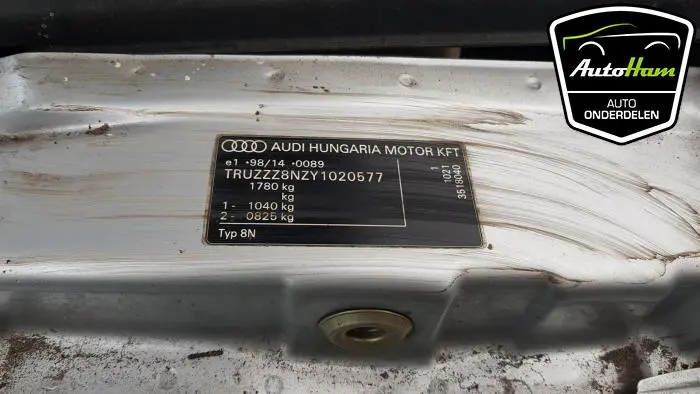 AUDI HUNGARIA MOTOR KFT
e1 *98/14 *0089
TRUZZZ8NZY1020577
1780 kg
kg
1 - 1040 kg
2 - 0825 kg
Typ 8N
1
1021
3518040
AutoHam
AUTO
ONDERDELEN